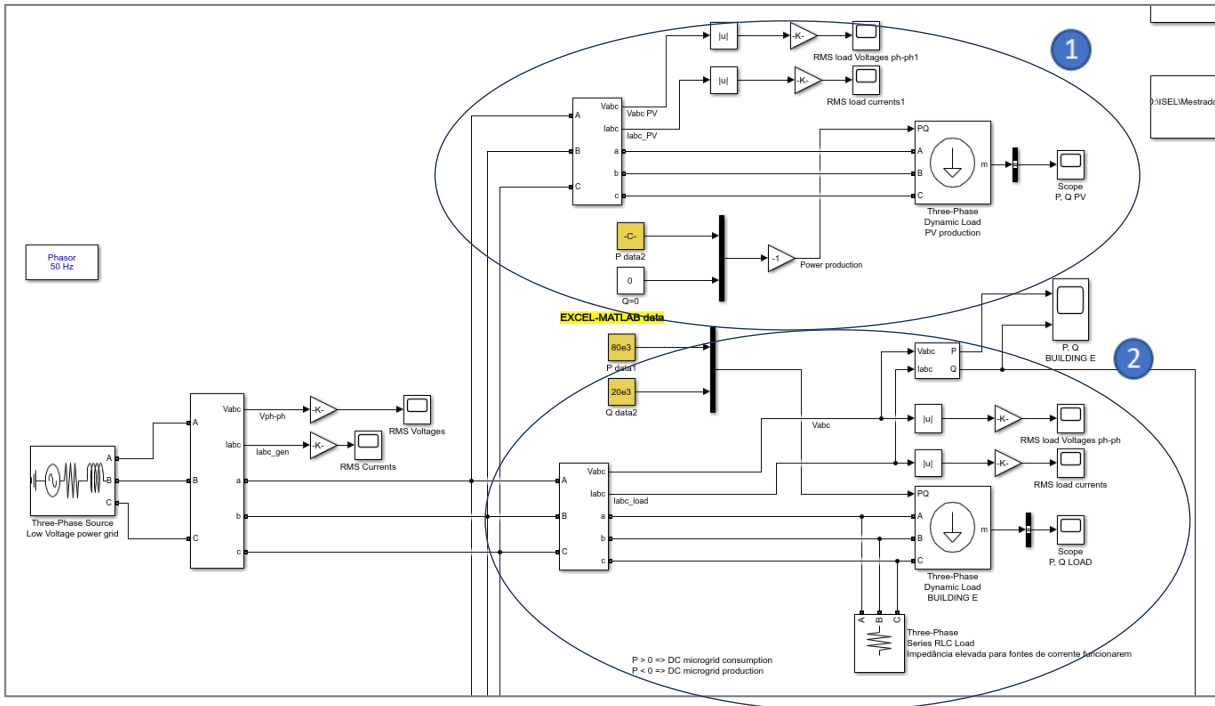 1
|u|
-K-
RMS load Voltages ph-ph1
|u|
-K-
RMS load currents1
D:\ISEL\Mestrado
Vabc
Iabc
A
B
C
a
b
c
Vabc PV
Iabc_PV
PQ
A
B
C
m
Scope
P, Q PV
Three-Phase
Dynamic Load
PV production
-C-
P data2
0
Q=0
-1
Power production
Phasor
50 Hz
EXCEL-MATLAB data
80e3
P data1
20e3
Q data2
Vabc
Iabc
P
Q
P, Q
BUILDING E
2
Vabc
|u|
-K-
RMS load Voltages ph-ph
|u|
-K-
RMS load currents
Vabc
Iabc
A
B
C
a
b
c
Vph-ph
Iabc_gen
-K-
RMS Voltages
-K-
RMS Currents
A
B
C
Three-Phase Source
Low Voltage power grid
Vabc
Iabc
A
B
C
a
b
c
Iabc_load
PQ
A
B
C
m
Scope
P, Q LOAD
Three-Phase
Dynamic Load
BUILDING E
A
B
C
Three-Phase
Series RLC Load
Impedância elevada para fontes de corrente funcionarem
P > 0 => DC microgrid consumption
P < 0 => DC microgrid production